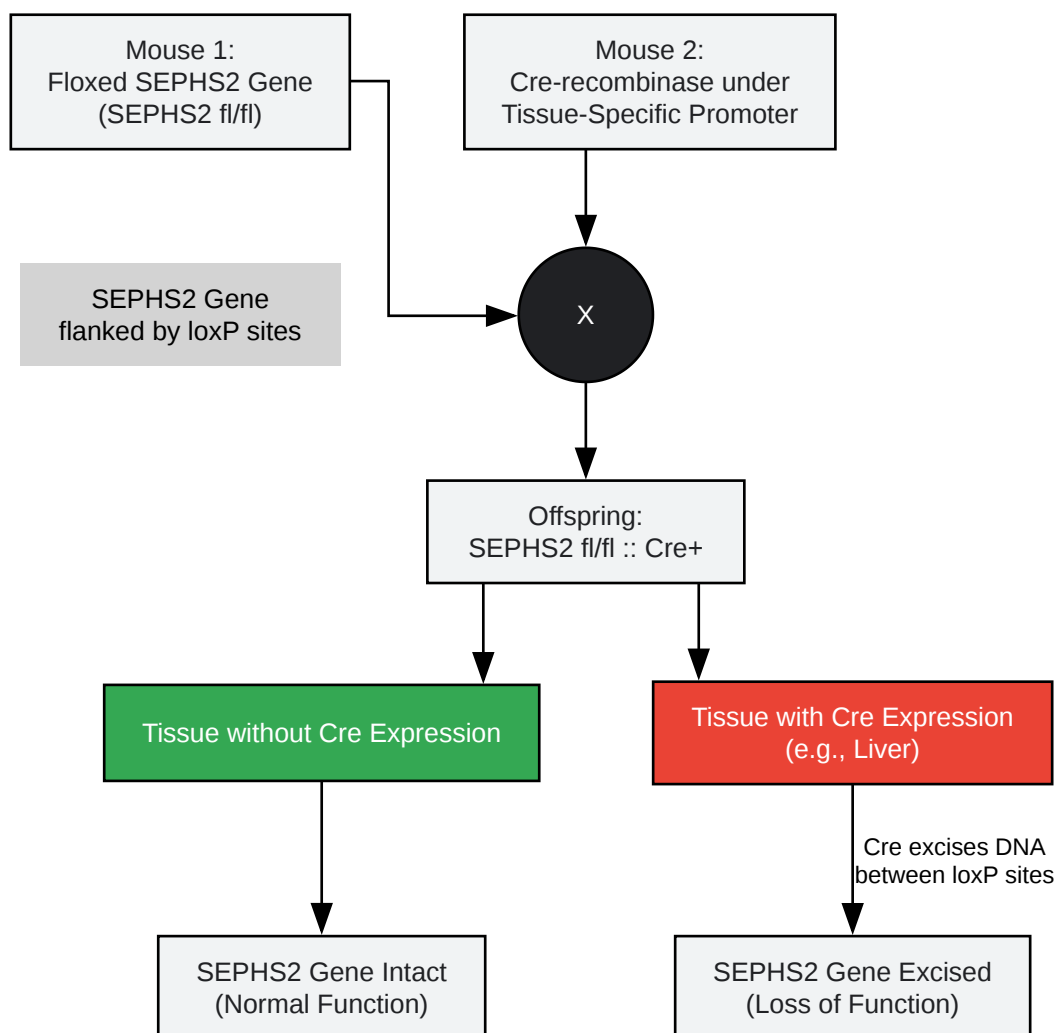 Mouse 1:
Floxed SEPHS2 Gene
(SEPHS2 fl/fl)
Mouse 2:
Cre-recombinase under
Tissue-Specific Promoter
SEPHS2 Gene
flanked by loxP sites
X
Offspring:
SEPHS2 fl/fl :: Cre+
Tissue without Cre Expression
Tissue with Cre Expression
(e.g., Liver)
Cre excises DNA
between loxP sites
SEPHS2 Gene Intact
(Normal Function)
SEPHS2 Gene Excised
(Loss of Function)